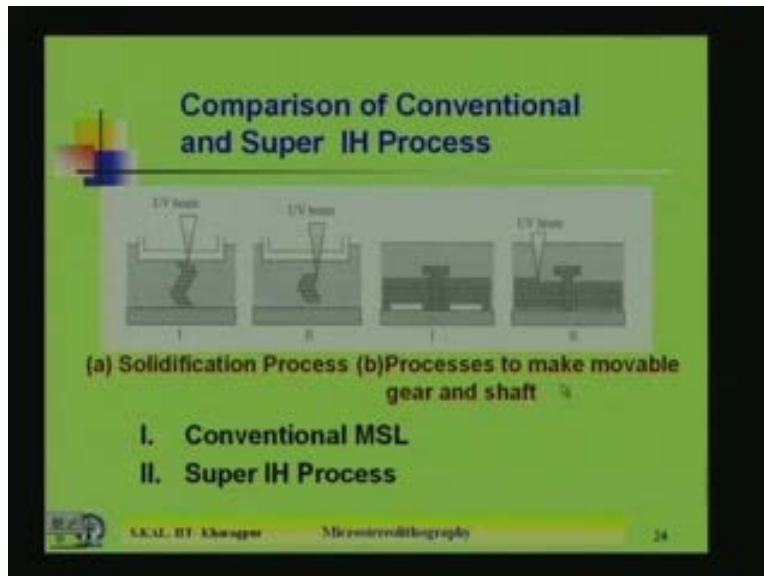 Comparison of Conventional
and Super IH Process
UV beam
UV beam
UV beam
I
II
I
II
(a) Solidification Process (b)Processes to make movable
gear and shaft
I. Conventional MSL
II. Super IH Process
S.KAL, IIT Kharagpur
Microstereolithography
24